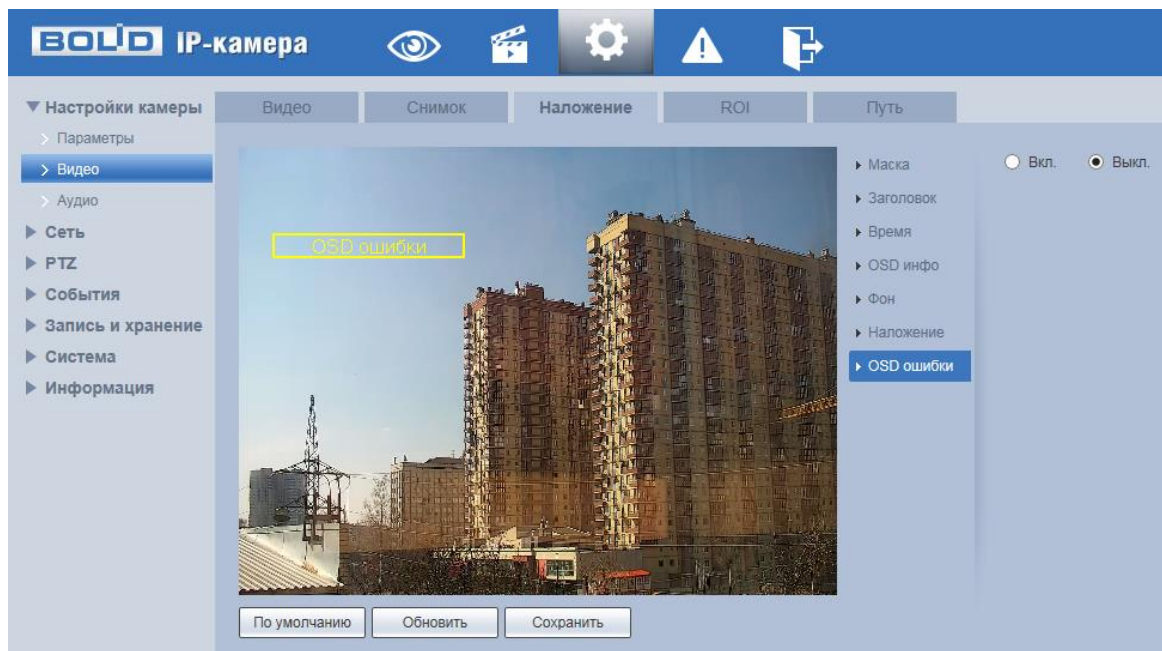 BOLID IP-камера
Настройки камеры
Параметры
Видео
Аудио
Сеть
PTZ
События
Запись и хранение
Система
Информация
Видео Снимок Наложение ROI Путь
OSD ошибки
Маска
Заголовок
Время
OSD инфо
Фон
Наложение
OSD ошибки
Вкл. Выкл.
По умолчанию Обновить Сохранить